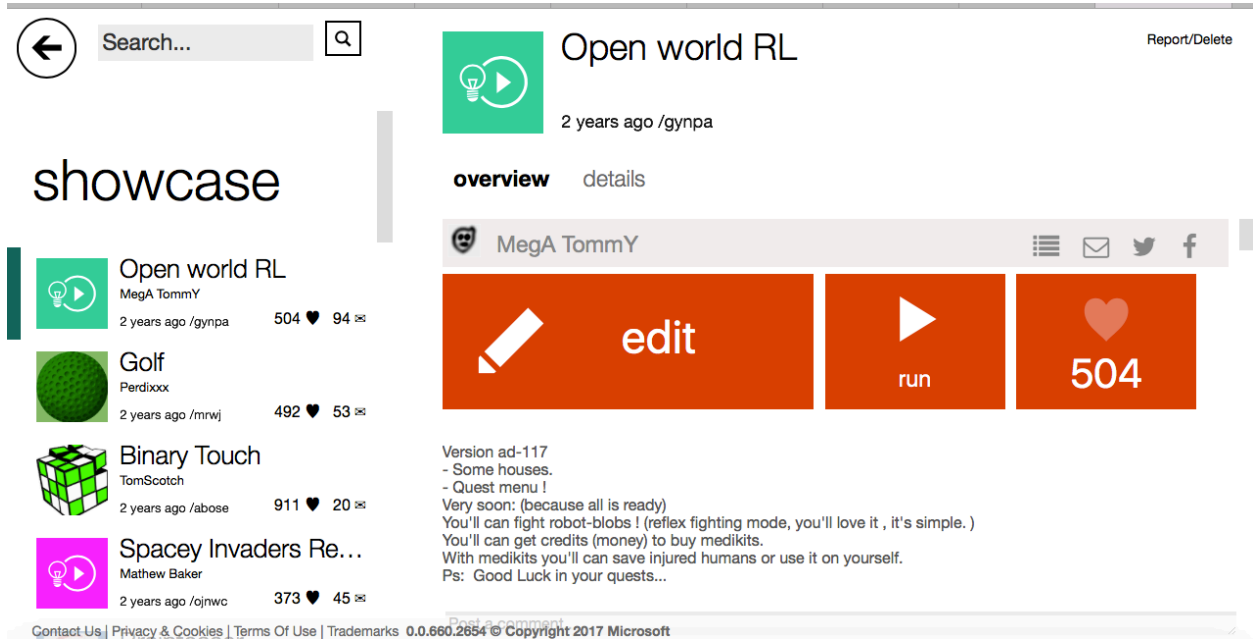 Search...
showcase
Open world RL
MegA TommY
2 years ago /gynpa 504 ♥ 94 ✉
Golf
Perdixxx
2 years ago /mrwj 492 ♥ 53 ✉
Binary Touch
TomScotch
2 years ago /abose 911 ♥ 20 ✉
Spacey Invaders Re...
Mathew Baker
2 years ago /ojnwc 373 ♥ 45 ✉
Open world RL
Report/Delete
2 years ago /gynpa
overview details
MegA TommY
edit
run
504
Version ad-117
- Some houses.
- Quest menu !
Very soon: (because all is ready)
You'll can fight robot-blobs ! (reflex fighting mode, you'll love it , it's simple. )
You'll can get credits (money) to buy medikits.
With medikits you'll can save injured humans or use it on yourself.
Ps:  Good Luck in your quests...
Post a comment
Contact Us | Privacy & Cookies | Terms Of Use | Trademarks 0.0.660.2654 © Copyright 2017 Microsoft